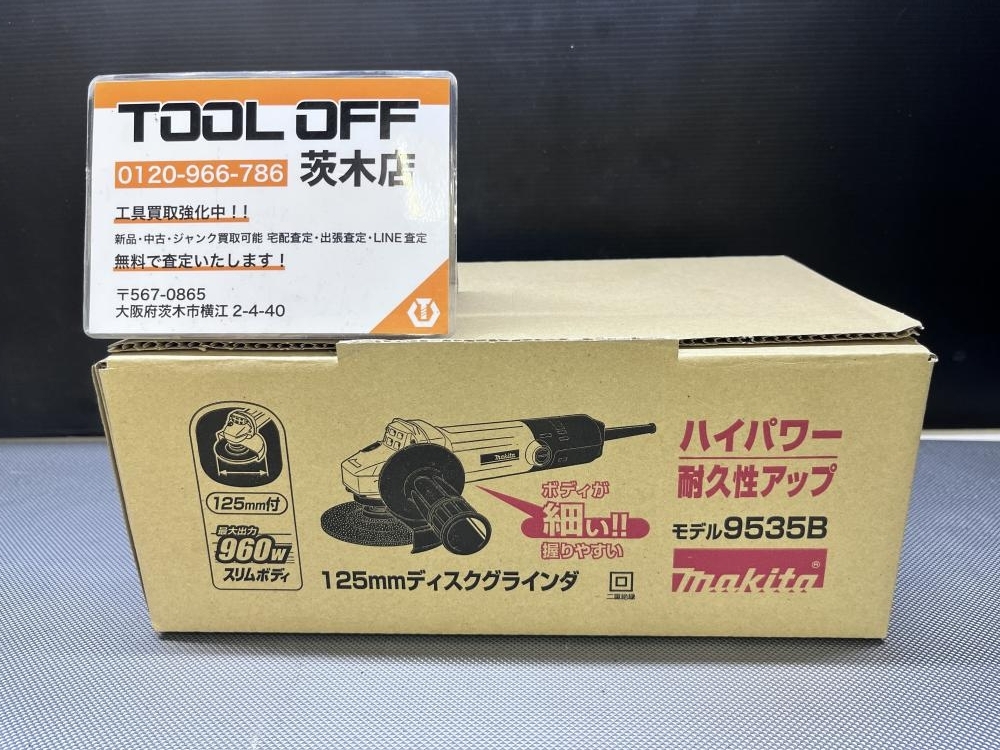 TOOL OFF
0120-966-786 茨木店
工具買取強化中!!
新品・中古・ジャンク買取可能 宅配査定・出張査定・LINE査定
無料で査定いたします!
〒567-0865
大阪府茨木市横江 2-4-40
125mm付
最大出力
960W
スリムボディ
makita
ボディが
細い!!
握りやすい
125mmディスクグラインダ
二重絶縁
ハイパワー
耐久性アップ
モデル9535B
makita®